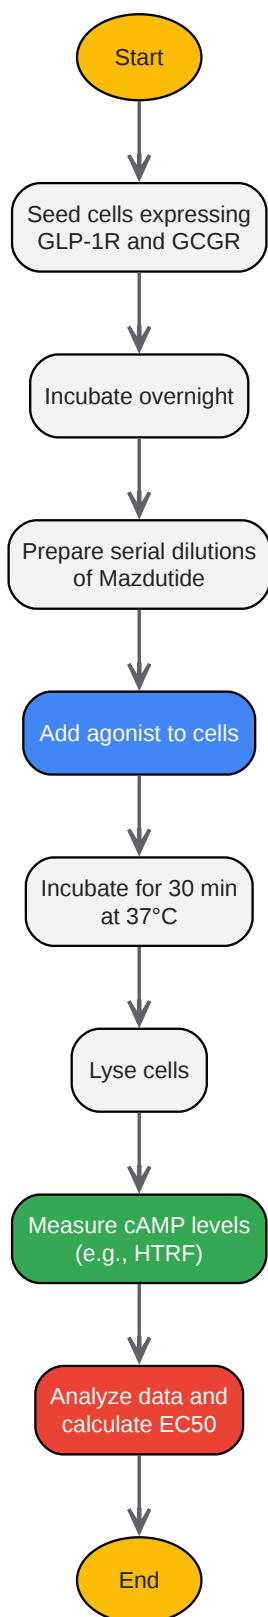 Start
Seed cells expressing
GLP-1R and GCGR
Incubate overnight
Prepare serial dilutions
of Mazdutide
Add agonist to cells
Incubate for 30 min
at 37°C
Lyse cells
Measure cAMP levels
(e.g., HTRF)
Analyze data and
calculate EC50
End